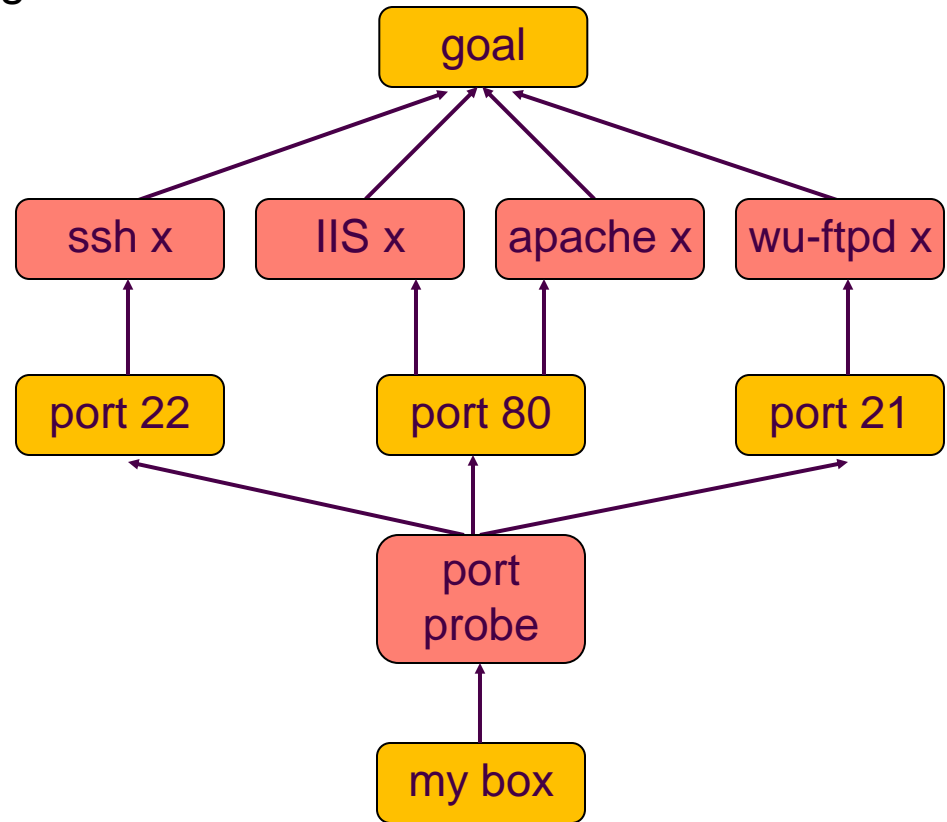 goal
ssh x
IIS x
apache x
wu-ftpd x
port 22
port 80
port 21
port
probe
my box